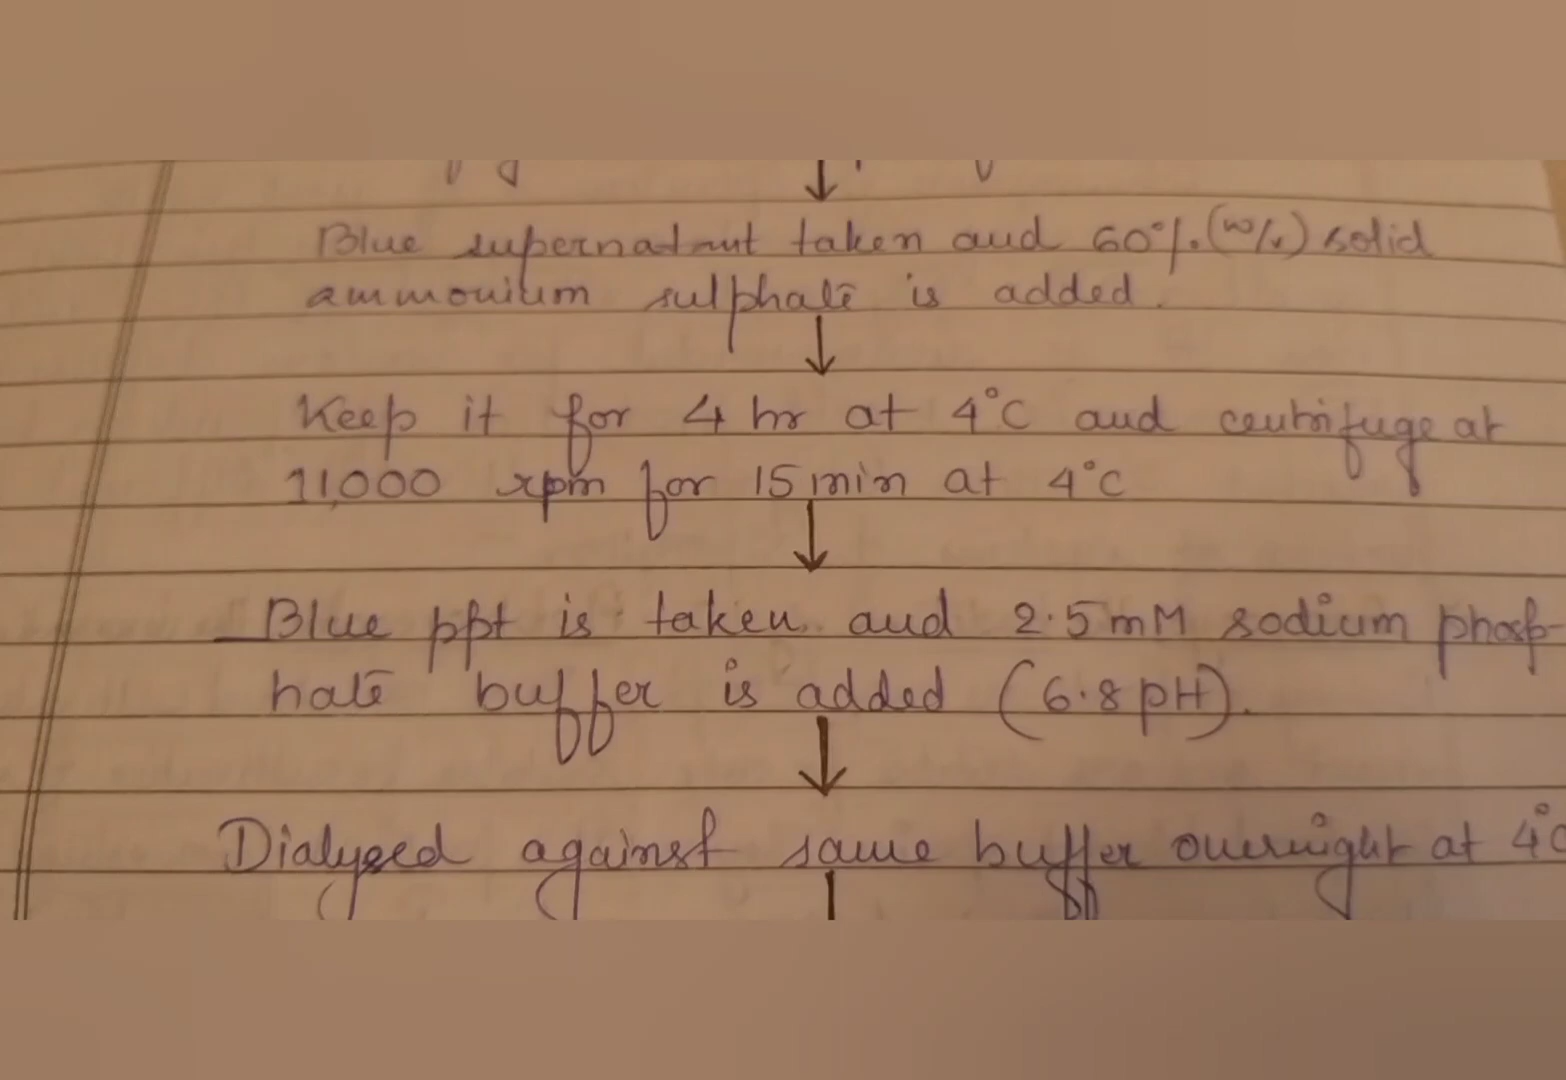 Blue supernatant taken and 60%.(w/v) solid
ammonium sulphate is added.
Keep it for 4 hr at 4°C and centrifuge at
11,000 rpm for 15 min at 4°C
Blue ppt is taken and 2.5mM sodium phosp-
hate buffer is added (6.8 pH).
Dialysed against same buffer overnight at 4°C